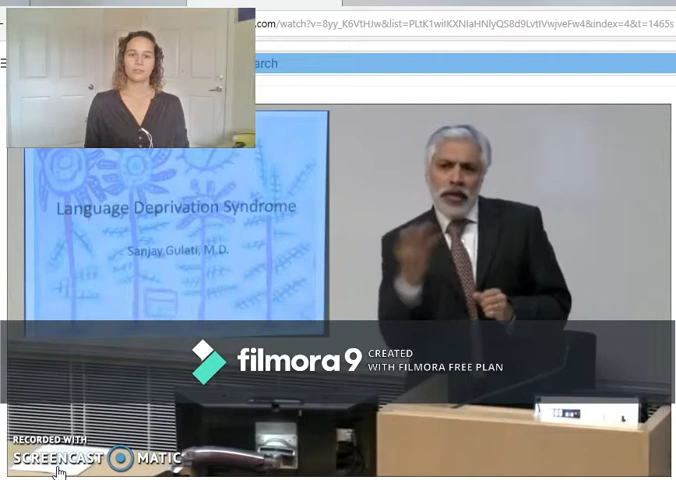 .com/watch?v=8yy_K6VtHJw&list=PLtK1wiIKXNIaHNlyQS8d9LvtIVwjveFw4&index=4&t=1465s
arch
Language Deprivation Syndrome
Sanjay Gulati, M.D.
filmora9 CREATED
WITH FILMORA FREE PLAN
RECORDED WITH
SCREENCAST MATIC